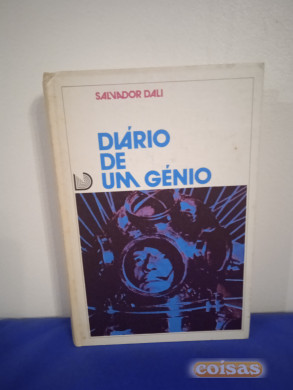 SALVADOR DALI
DIÁRIO
DE
UM GÉNIO
coisas